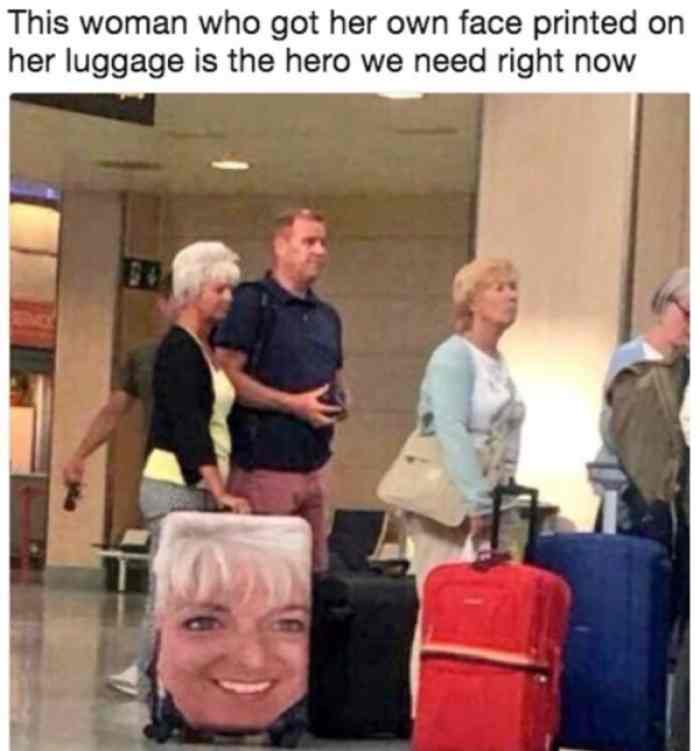 This woman who got her own face printed on
her luggage is the hero we need right now